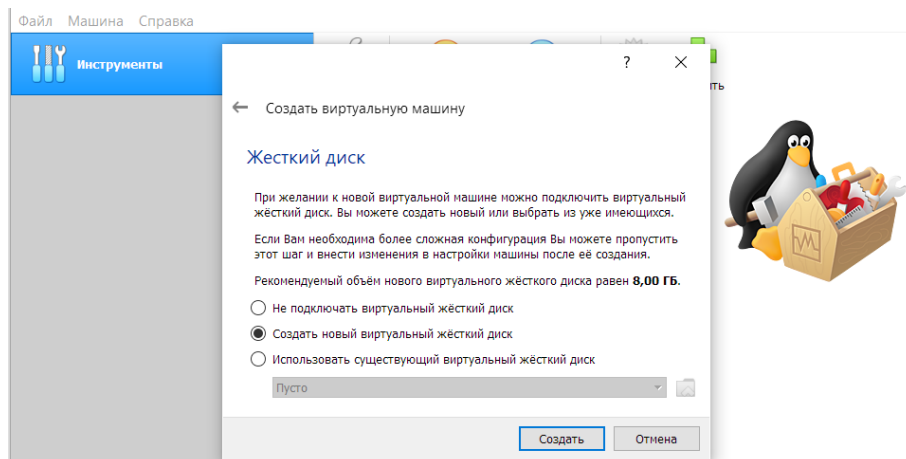 Файл Машина Справка
Инструменты
?
ть
Создать виртуальную машину
Жесткий диск
При желании к новой виртуальной машине можно подключить виртуальный
жёсткий диск. Вы можете создать новый или выбрать из уже имеющихся.
Если Вам необходима более сложная конфигурация Вы можете пропустить
этот шаг и внести изменения в настройки машины после её создания.
Рекомендуемый объём нового виртуального жёсткого диска равен 8,00 ГБ.
Не подключать виртуальный жёсткий диск
Создать новый виртуальный жёсткий диск
Использовать существующий виртуальный жёсткий диск
Пусто
Создать Отмена